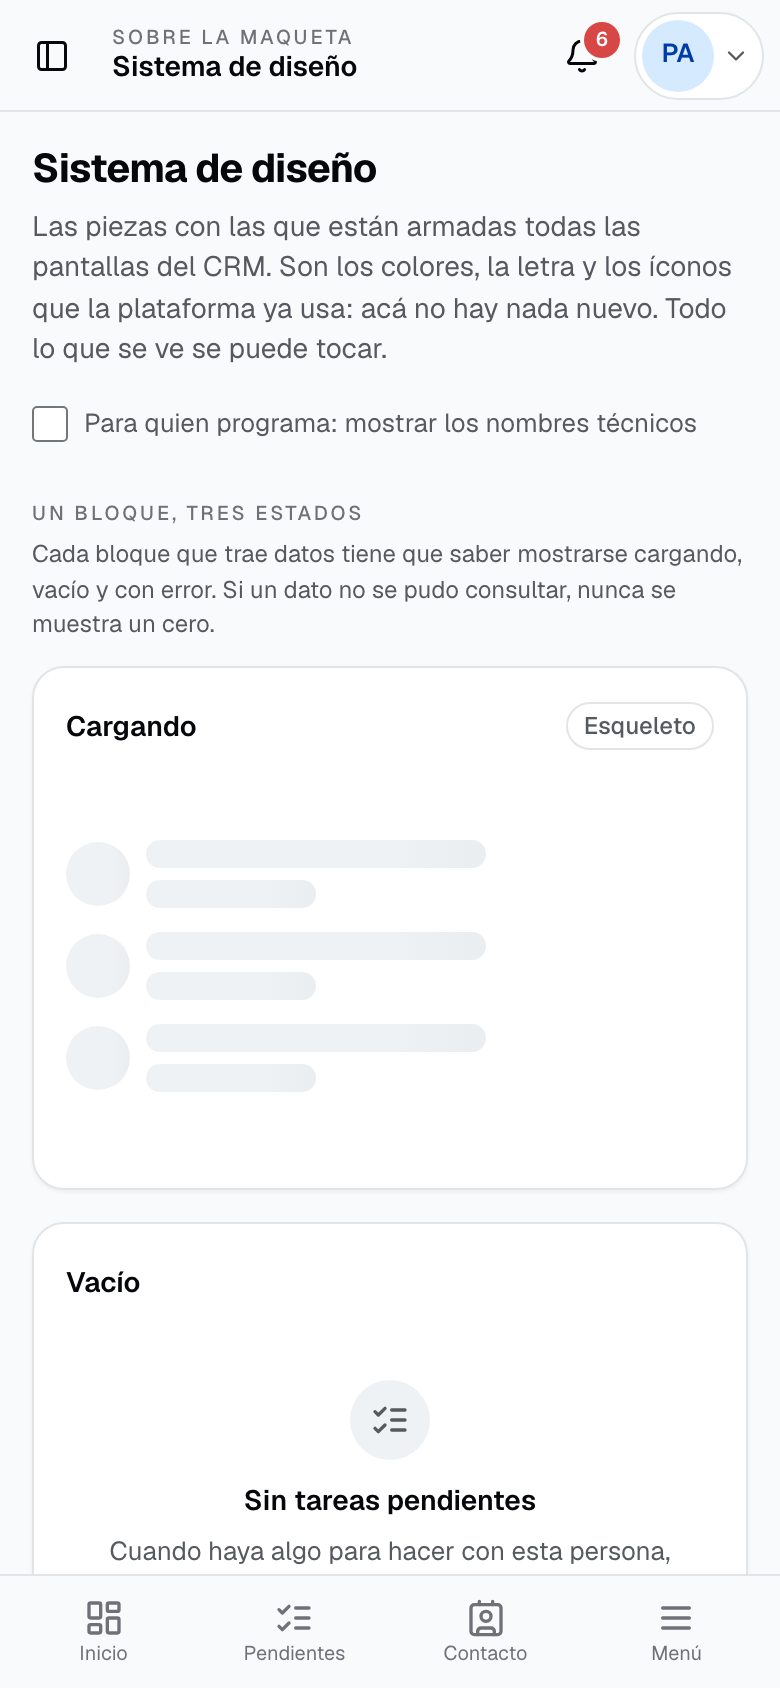 SOBRE LA MAQUETA
Sistema de diseño
6
PA
Sistema de diseño
Las piezas con las que están armadas todas las
pantallas del CRM. Son los colores, la letra y los íconos
que la plataforma ya usa: acá no hay nada nuevo. Todo
lo que se ve se puede tocar.
Para quien programa: mostrar los nombres técnicos
UN BLOQUE, TRES ESTADOS
Cada bloque que trae datos tiene que saber mostrarse cargando,
vacío y con error. Si un dato no se pudo consultar, nunca se
muestra un cero.
Cargando
Esqueleto
Vacío
Sin tareas pendientes
Cuando haya algo para hacer con esta persona,
Inicio
Pendientes
Contacto
Menú